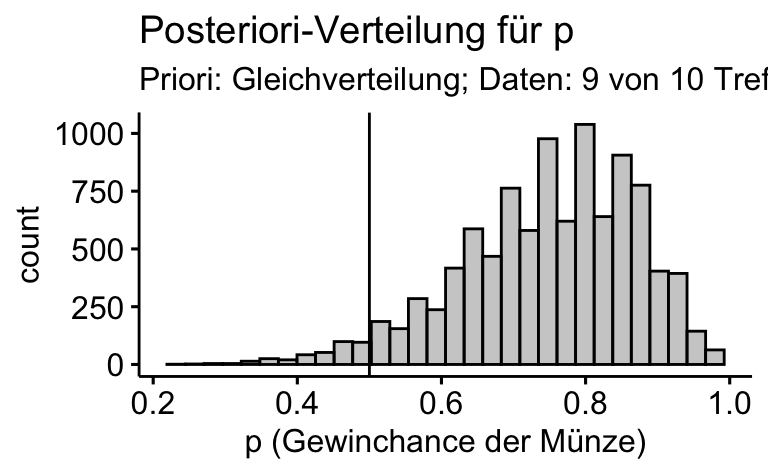 Posteriori-Verteilung für p
Priori: Gleichverteilung; Daten: 9 von 10 Tref
1000
750
500
250
0
count
0.2 0.4 0.6 0.8 1.0
p (Gewinchance der Münze)